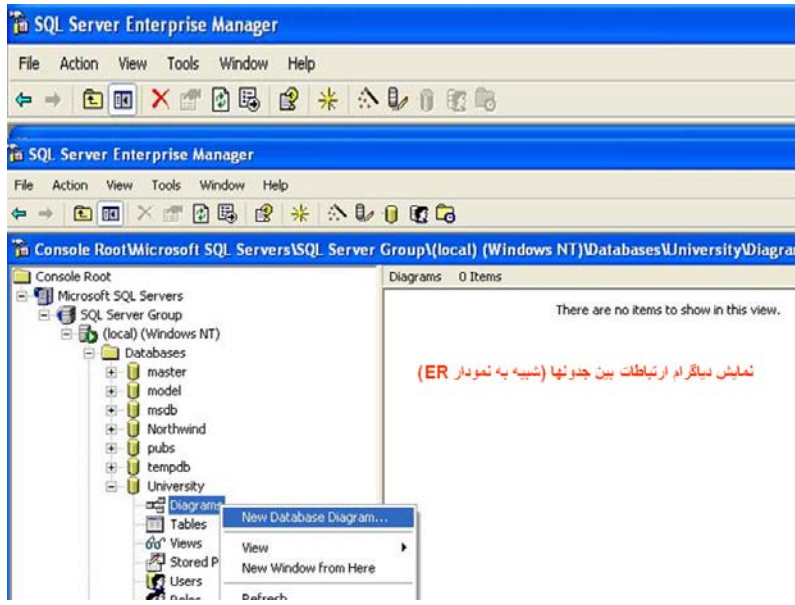 SQL Server Enterprise Manager
File Action View Tools Window Help
SQL Server Enterprise Manager
File Action View Tools Window Help
Console Root\Microsoft SQL Servers\SQL Server Group\(local) (Windows NT)\Databases\University\Diagra
Console Root
Microsoft SQL Servers
SQL Server Group
(local) (Windows NT)
Databases
master
model
msdb
Northwind
pubs
tempdb
University
Diagrams
Tables
Views
Stored P
Users
Roles
New Database Diagram...
View
New Window from Here
Refresh
Diagrams 0 Items
There are no items to show in this view.
نمایش دیاگرام ارتباطات بین جدولها (شبیه به نمودار ER)